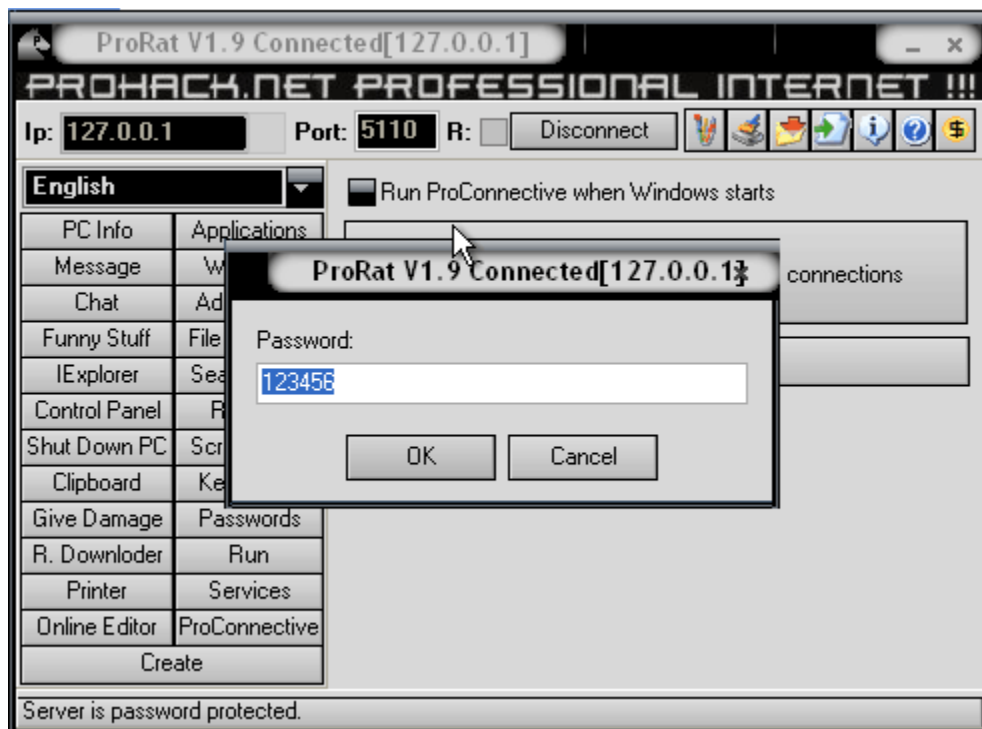 ProRat V1.9 Connected[127.0.0.1]
PROHACK.NET PROFESSIONAL INTERNET !!!
Ip: 127.0.0.1 Port: 5110 R: Disconnect
English
Run ProConnective when Windows starts
PC Info Applications
Message
Chat
Funny Stuff File
IExplorer
Control Panel
Shut Down PC
Clipboard
Give Damage Passwords
R. Downloder Run
Printer Services
Online Editor ProConnective
Create
connections
ProRat V1.9 Connected[127.0.0.1]
Password:
123456
OK Cancel
Server is password protected.